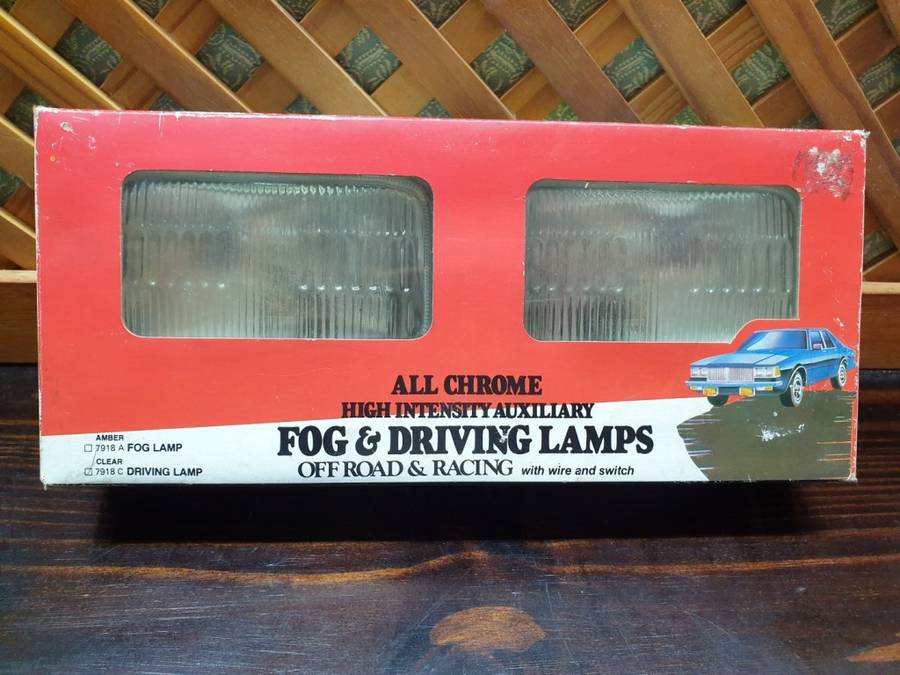 ALL CHROME
HIGH INTENSITY AUXILIARY
FOG & DRIVING LAMPS
OFF ROAD & RACING with wire and switch
AMBER
7918 A FOG LAMP
CLEAR
7918 C DRIVING LAMP